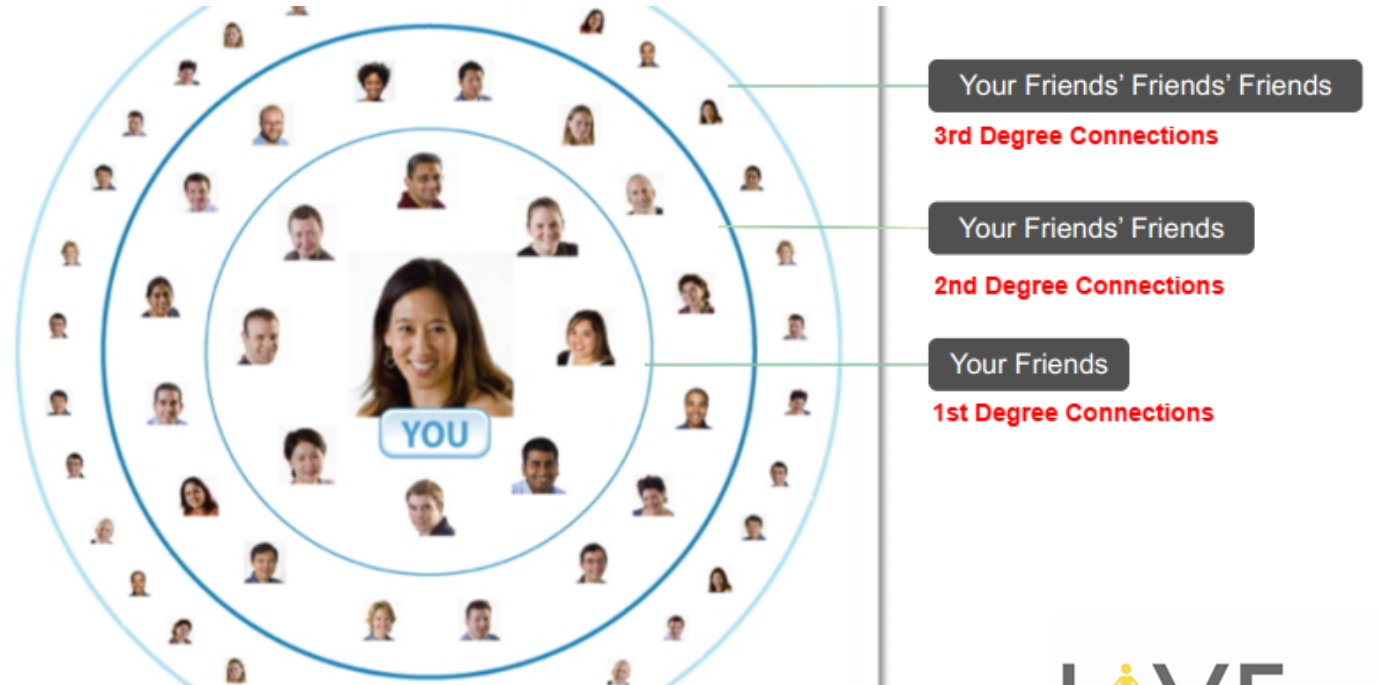 Your Friends’ Friends’ Friends
3rd Degree Connections
Your Friends’ Friends
2nd Degree Connections
Your Friends
1st Degree Connections
YOU